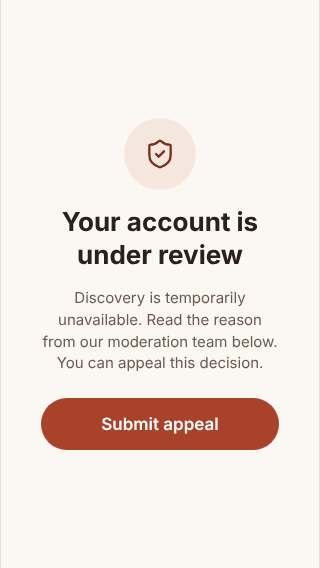 Your account is
under review
Discovery is temporarily
unavailable. Read the reason
from our moderation team below.
You can appeal this decision.
Submit appeal